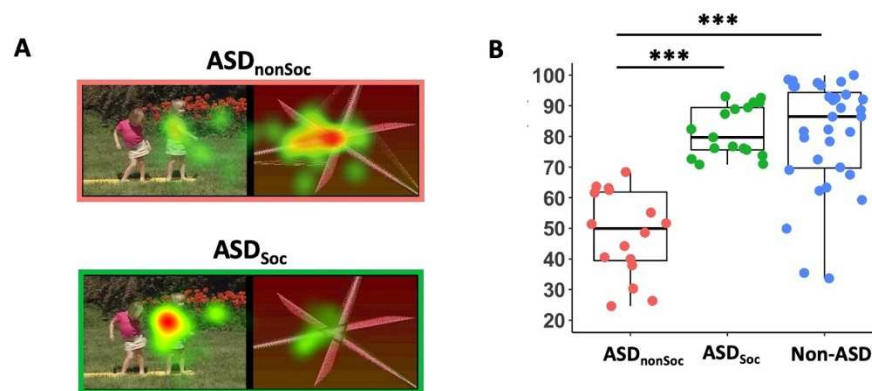 A
ASDnonSoc
ASDSoc
B
***
***
100
90
80
70
60
50
40
30
20
ASDnonSoc
ASDSoc
Non-ASD